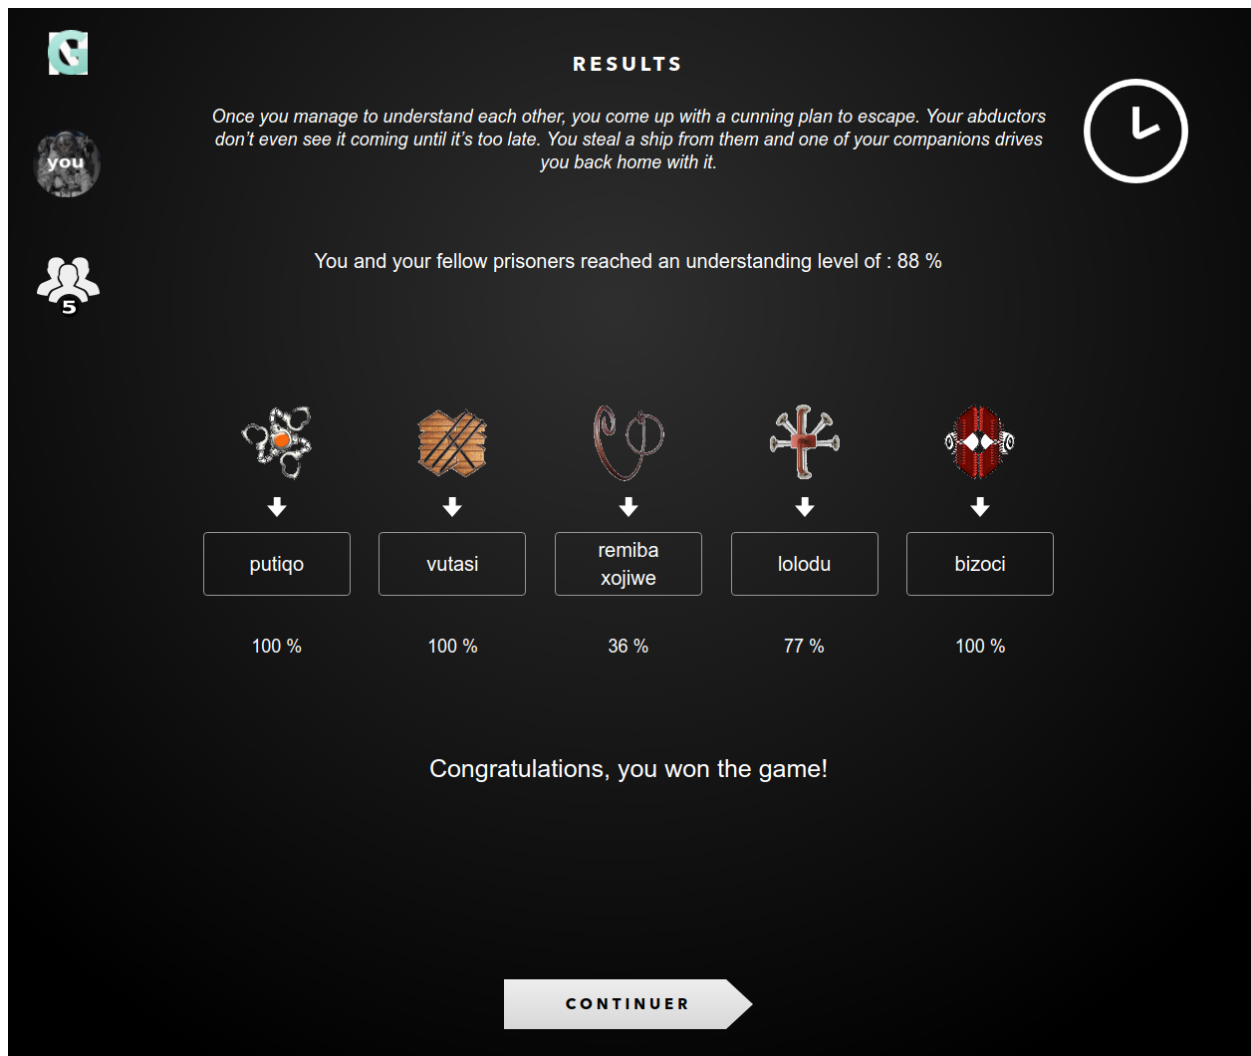 G
RESULTS
Once you manage to understand each other, you come up with a cunning plan to escape. Your abductors
don't even see it coming until it's too late. You steal a ship from them and one of your companions drives
you back home with it.
you
You and your fellow prisoners reached an understanding level of : 88 %
5
putiqo
vutasi
remiba
xojiwe
lolodu
bizoci
100 %
100 %
36 %
77 %
100 %
Congratulations, you won the game!
CONTINUER